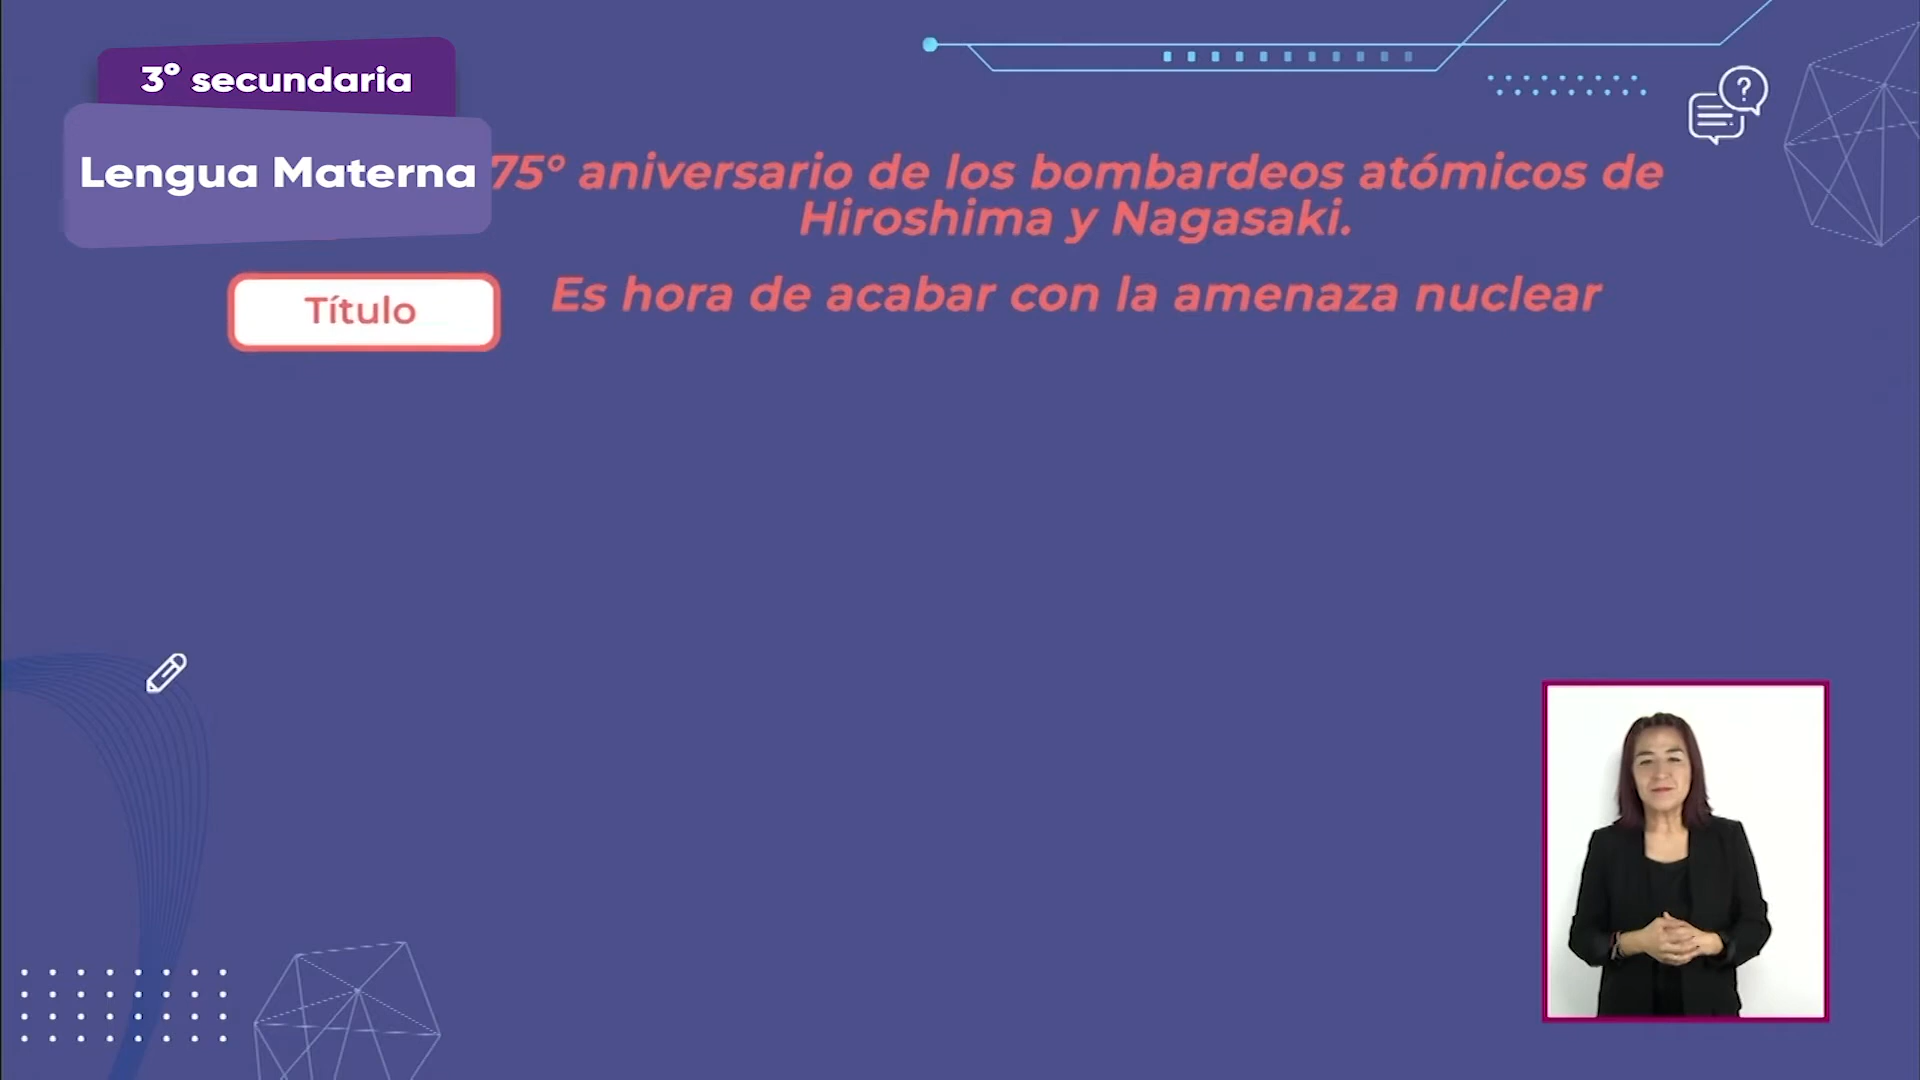 3° secundaria
Lengua Materna
75° aniversario de los bombardeos atómicos de
Hiroshima y Nagasaki.
Título
Es hora de acabar con la amenaza nuclear
?